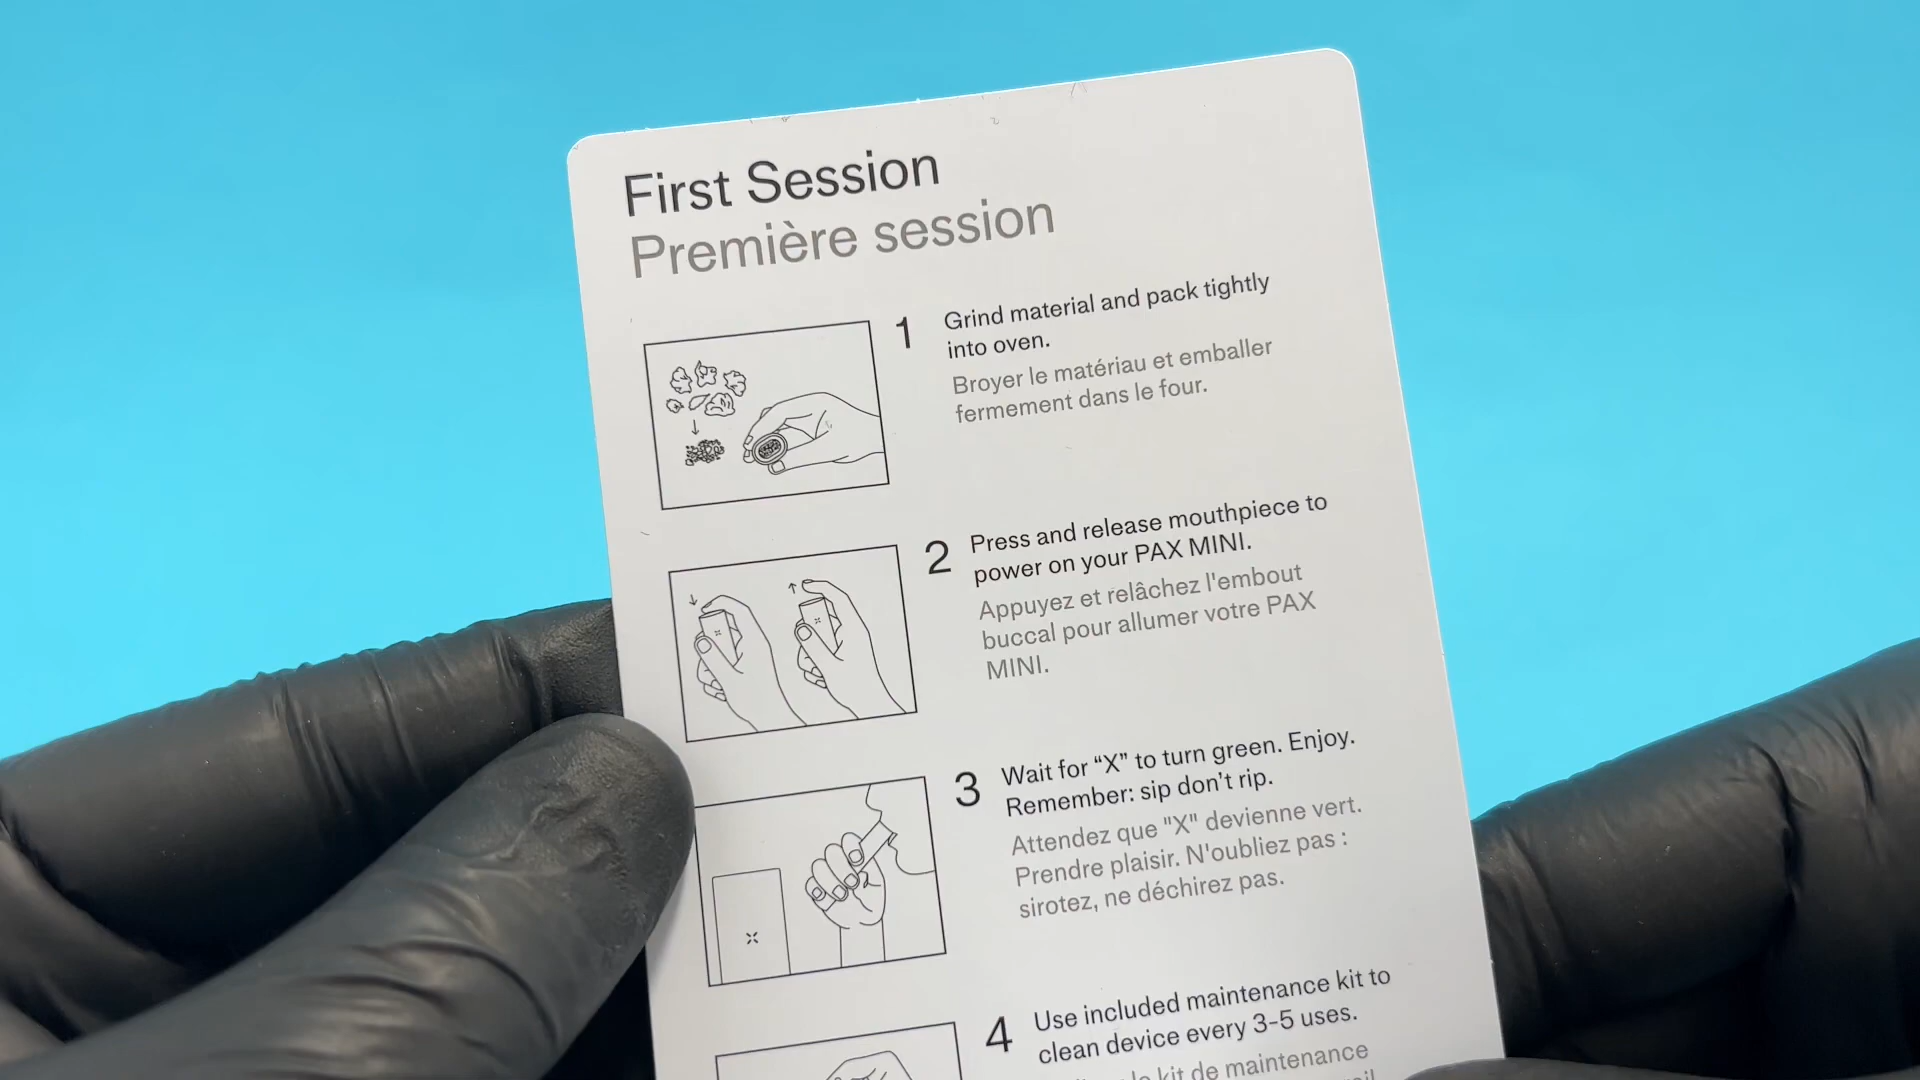 First Session
Première session
1
Grind material and pack tightly
into oven.
Broyer le matériau et emballer
fermement dans le four.
2
Press and release mouthpiece to
power on your PAX MINI.
Appuyez et relâchez l'embout
buccal pour allumer votre PAX
MINI.
3
Wait for “X” to turn green. Enjoy.
Remember: sip don’t rip.
Attendez que "X" devienne vert.
Prendre plaisir. N'oubliez pas :
sirotez, ne déchirez pas.
4
Use included maintenance kit to
clean device every 3-5 uses.
kit de maintenance